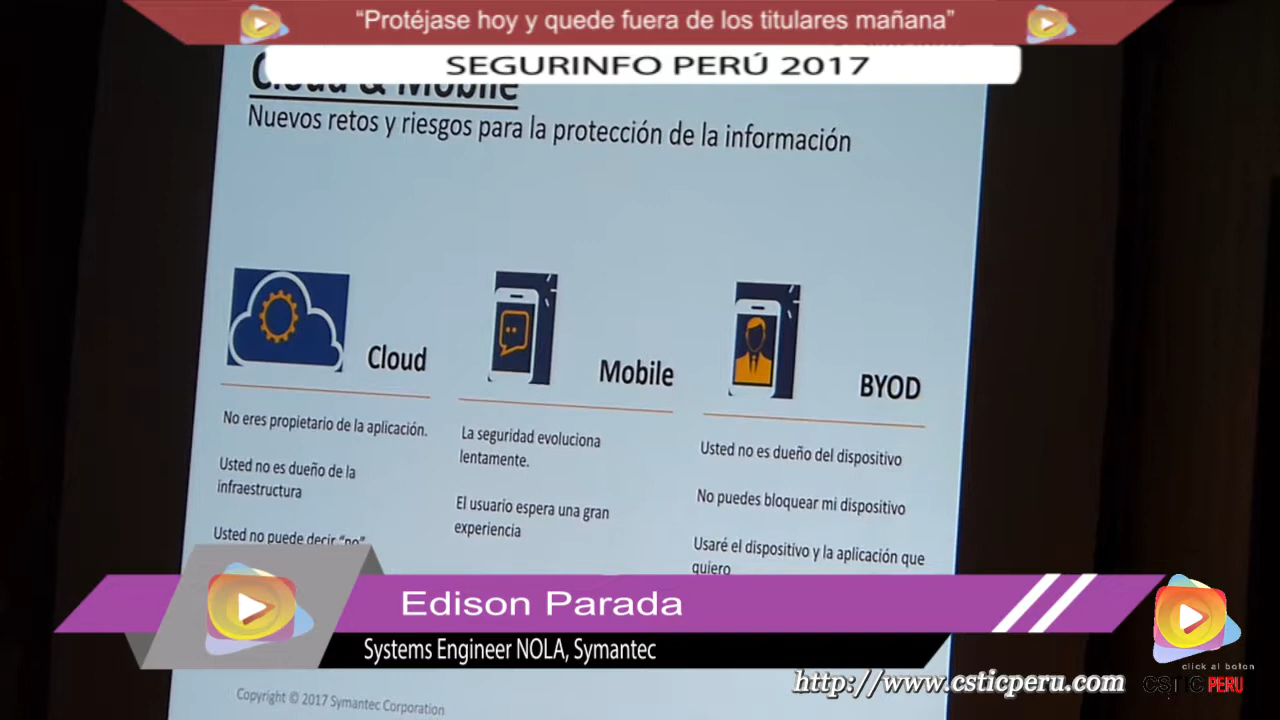 “Protéjase hoy y quede fuera de los titulares mañana”
SEGURINFO PERÚ 2017
Cloud & Mobile
Nuevos retos y riesgos para la protección de la información
Cloud
No eres propietario de la aplicación.
Usted no es dueño de la
infraestructura
Usted no puede decir “no”
Mobile
La seguridad evoluciona
lentamente.
El usuario espera una gran
experiencia
BYOD
Usted no es dueño del dispositivo
No puedes bloquear mi dispositivo
Usaré el dispositivo y la aplicación que
quiero
Edison Parada
Systems Engineer NOLA, Symantec
click al boton
CSTIC PERU
http://www.csticperu.com
Copyright © 2017 Symantec Corporation